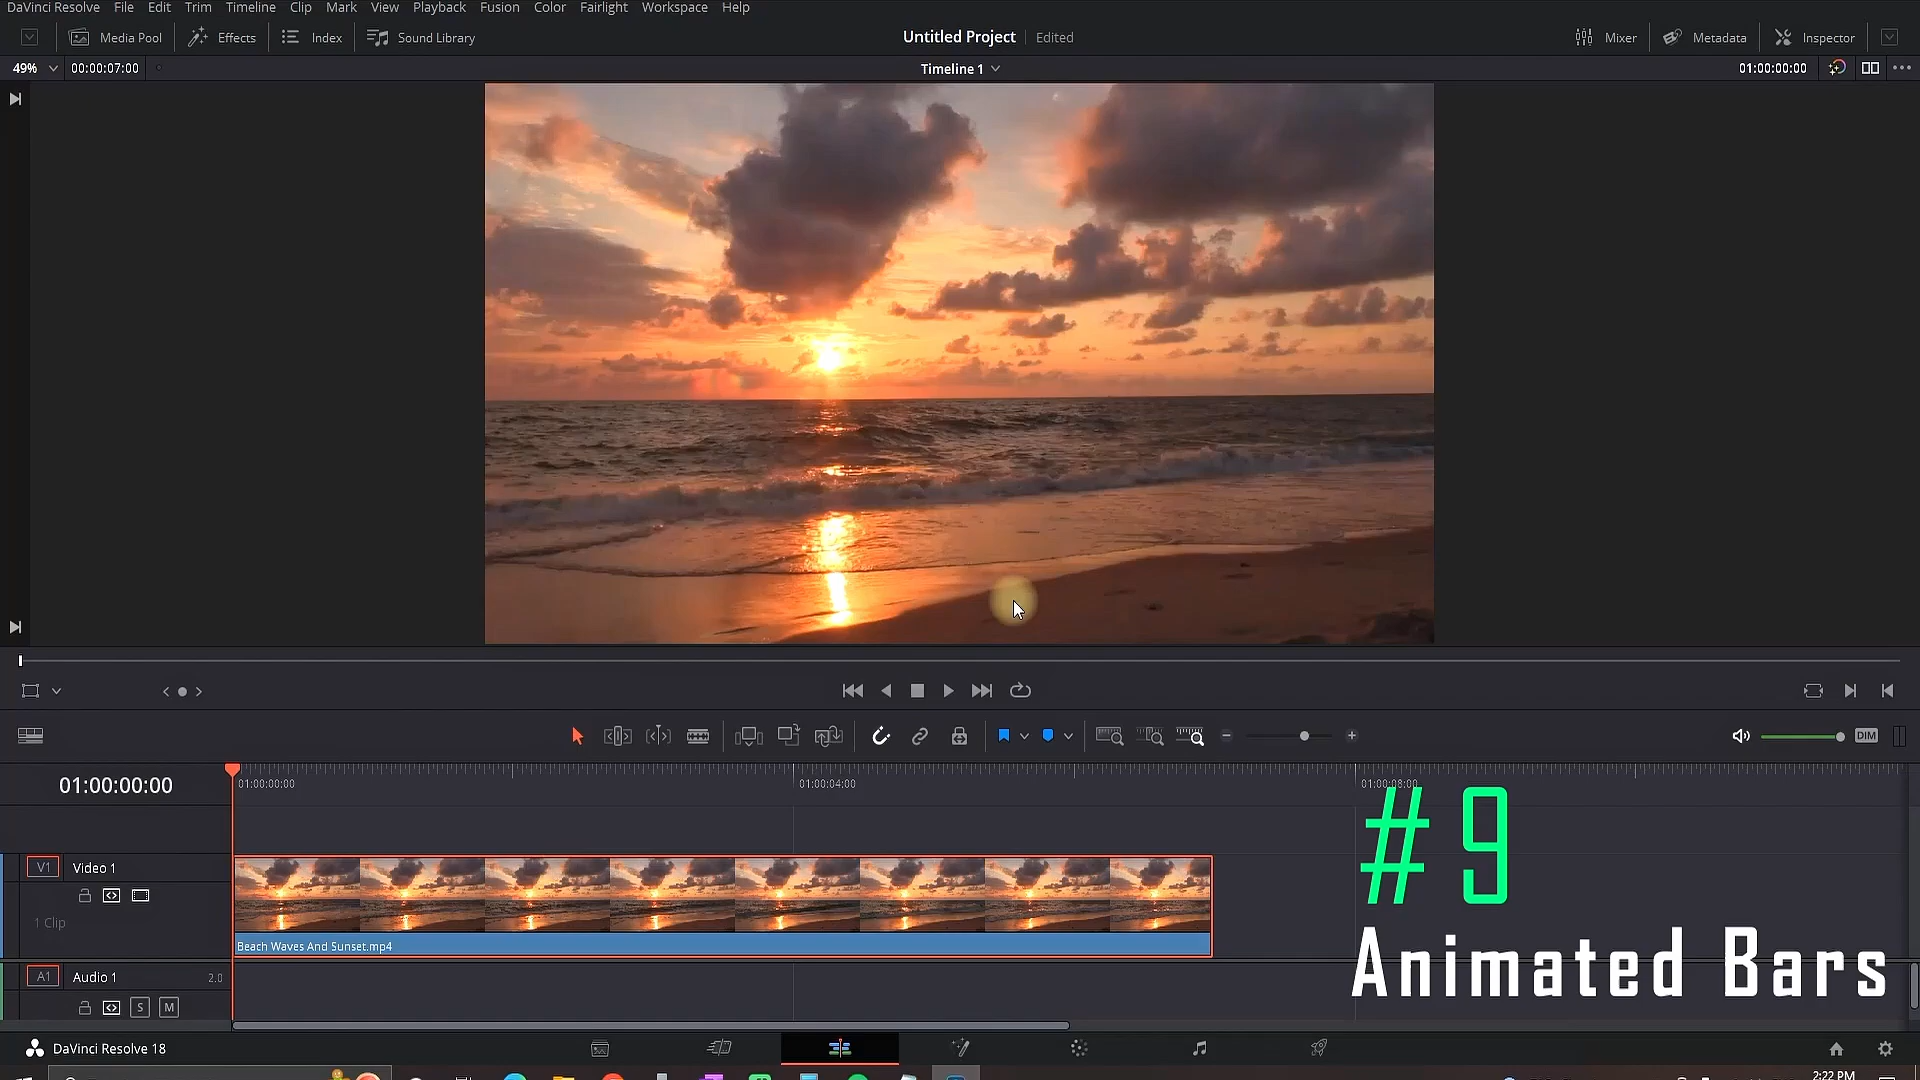 DaVinci Resolve File Edit Trim Timeline Clip Mark View Playback Fusion Color Fairlight Workspace Help
Media Pool Effects Index Sound Library Untitled Project Edited Mixer Metadata Inspector
49% 00:00:07:00 Timeline 1 01:00:00:00
DIM
01:00:00:00 01:00:00:00 01:00:04:00 01:00:08:00
# 9
Animated Bars
V1 Video 1
1 Clip
Beach Waves And Sunset.mp4
A1 Audio 1 2.0
S M
DaVinci Resolve 18
2:22 PM